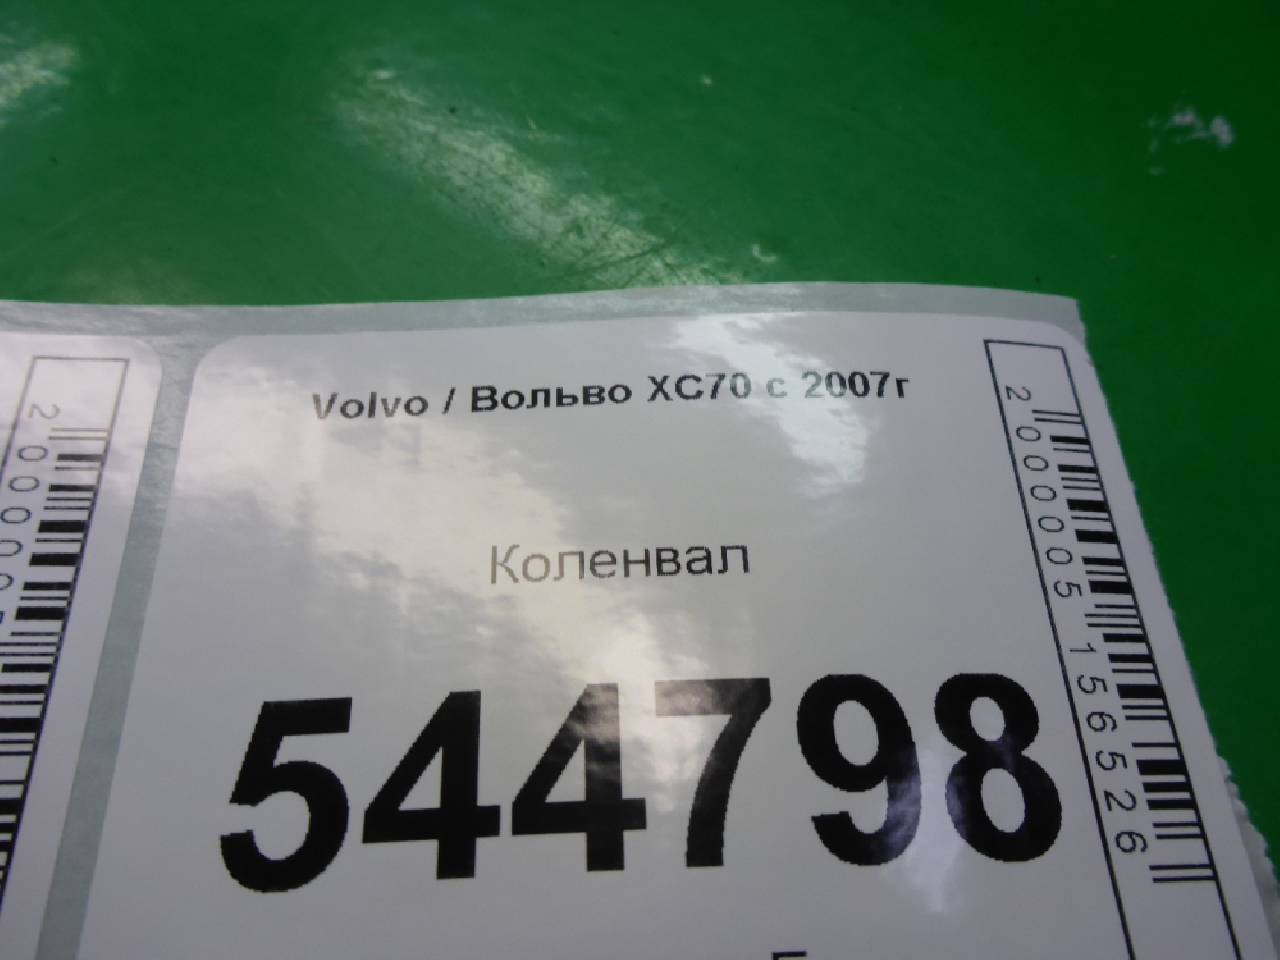 Volvo / Вольво XC70 с 2007г
Коленвал
544798
2000005156526